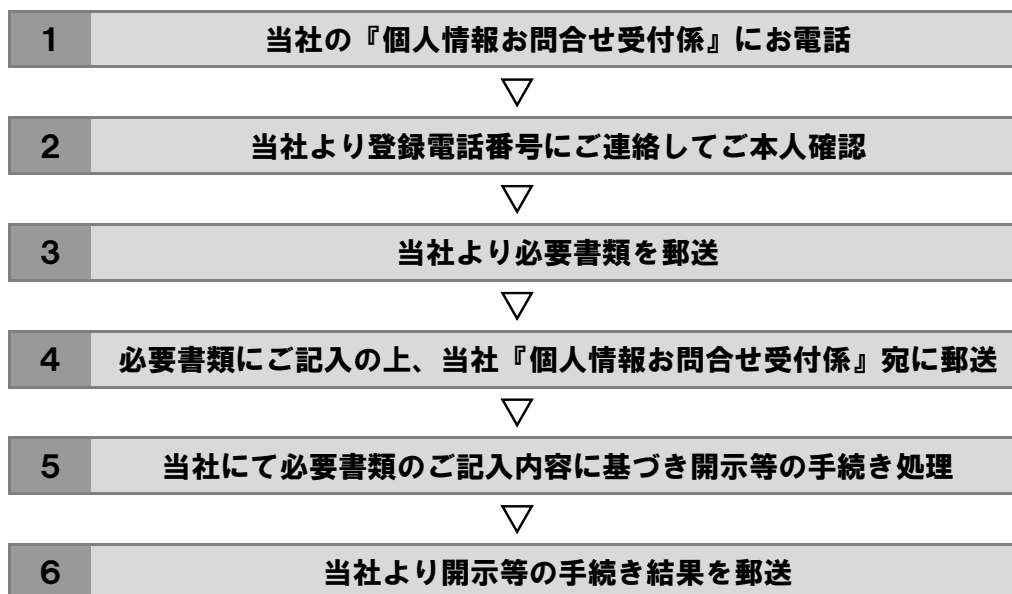 1 当社の『個人情報お問合せ受付係』にお電話
2 当社より登録電話番号にご連絡してご本人確認
3 当社より必要書類を郵送
4 必要書類にご記入の上、当社『個人情報お問合せ受付係』宛に郵送
5 当社にて必要書類のご記入内容に基づき開示等の手続き処理
6 当社より開示等の手続き結果を郵送